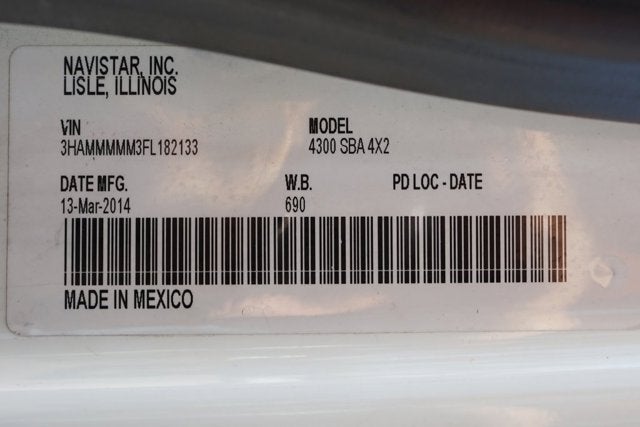 NAVISTAR, INC.
LISLE, ILLINOIS
VIN MODEL
3HAMMMMM3FL182133 4300 SBA 4X2
DATE MFG. W.B. PD LOC - DATE
13-Mar-2014 690
MADE IN MEXICO